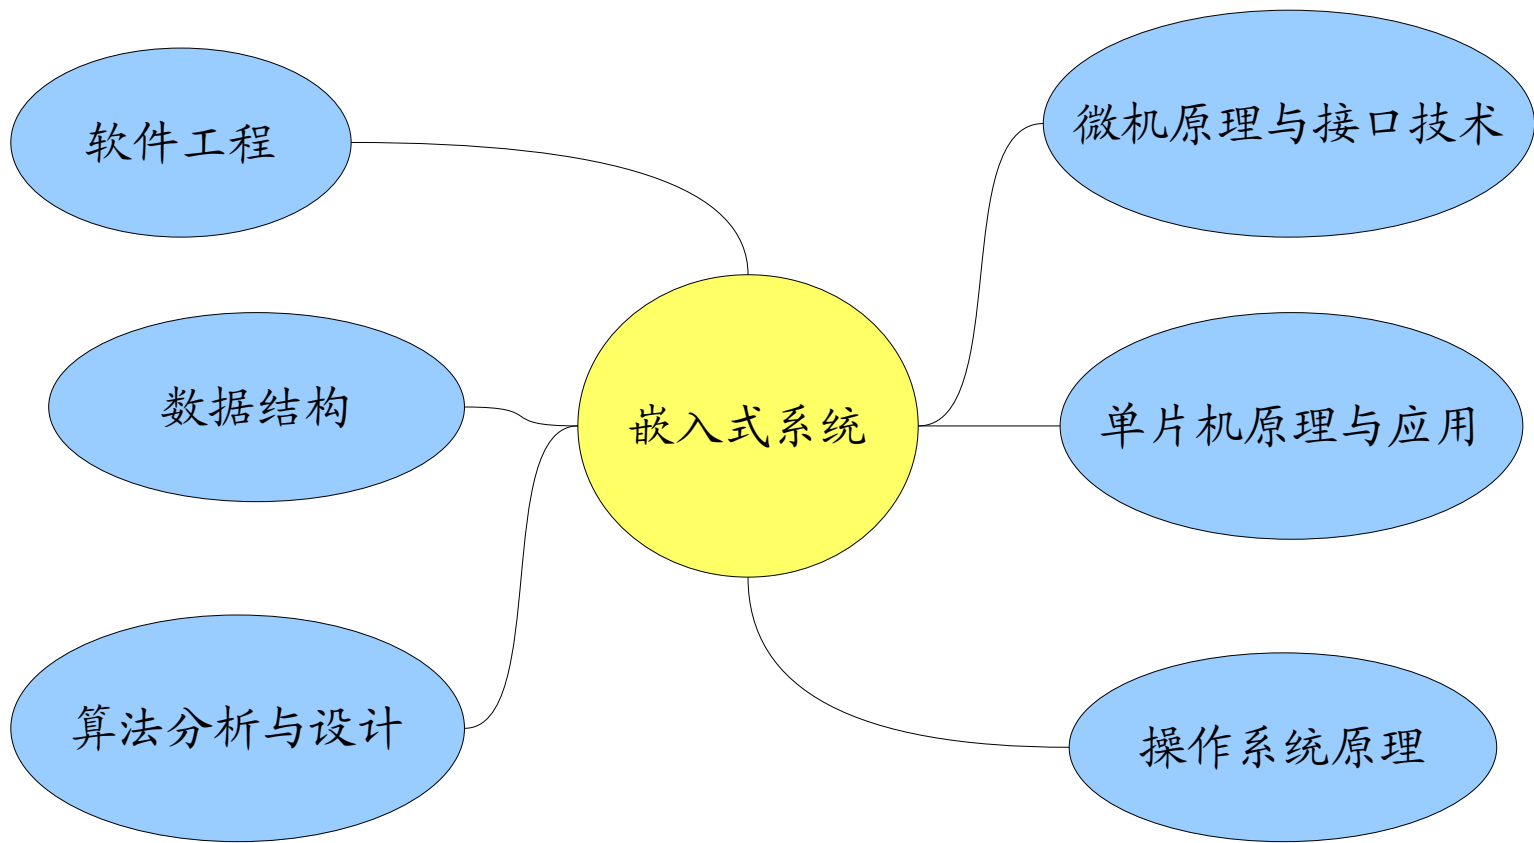 软件工程
微机原理与接口技术
数据结构
嵌入式系统
单片机原理与应用
算法分析与设计
操作系统原理